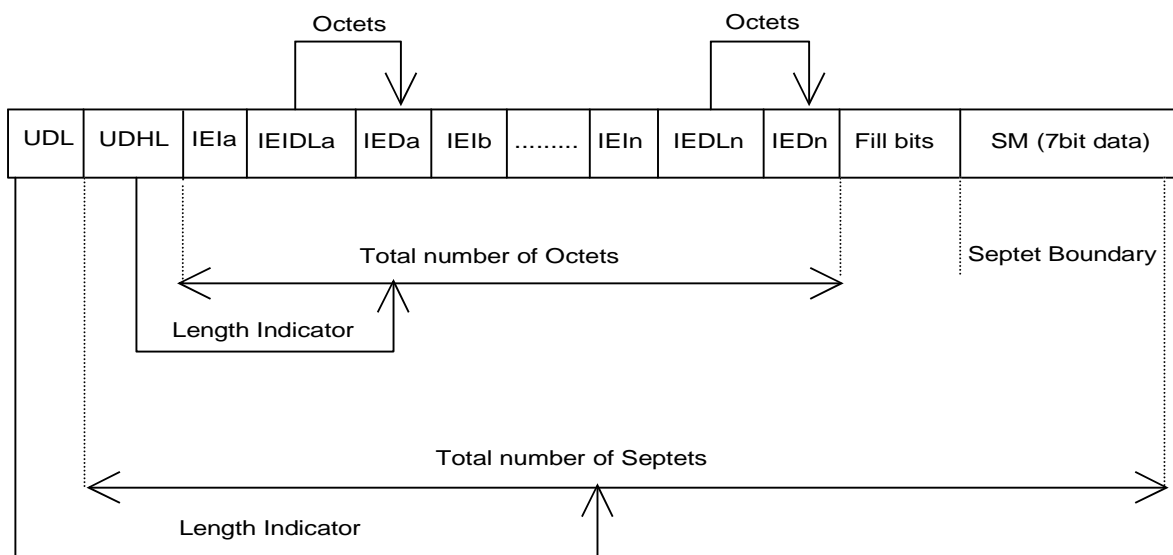 Octets Octets
UDL UDHL IEIa IEIDLa IEDa IEIb ......... IEIn IEDLn IEDn Fill bits SM (7bit data)
Total number of Octets Septet Boundary
Length Indicator
Total number of Septets
Length Indicator